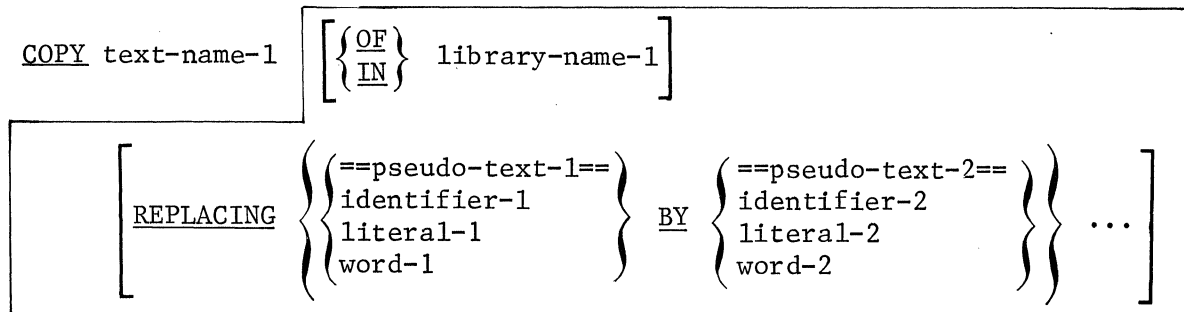 COPY text-name-1 [ { OF
IN } library-name-1 ]
[ REPLACING { { ==pseudo-text-1==
identifier-1
literal-1
word-1 } BY { ==pseudo-text-2==
identifier-2
literal-2
word-2 } } ... ]